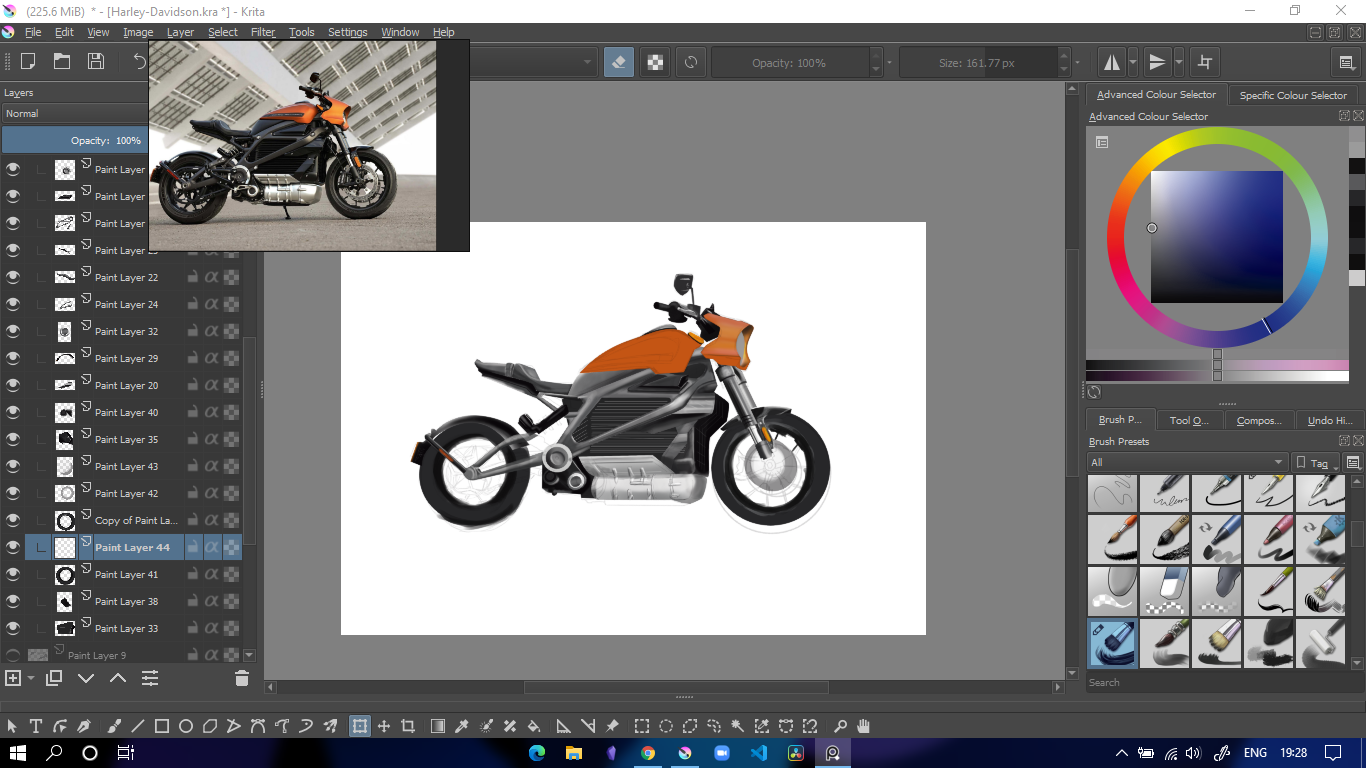 (225.6 MiB) * - [Harley-Davidson.kra *] - Krita
File Edit View Image Layer Select Filter Tools Settings Window Help
Opacity: 100% Size: 161.77 px
Layers
Normal
Opacity: 100%
Paint Layer
Paint Layer
Paint Layer
Paint Layer
Paint Layer 22
Paint Layer 24
Paint Layer 32
Paint Layer 29
Paint Layer 20
Paint Layer 40
Paint Layer 35
Paint Layer 43
Paint Layer 42
Copy of Paint La...
Paint Layer 44
Paint Layer 41
Paint Layer 38
Paint Layer 33
Paint Layer 9
Advanced Colour Selector Specific Colour Selector
Advanced Colour Selector
Brush P... Tool O... Compos... Undo Hi...
Brush Presets
All Tag
Search
ENG 19:28